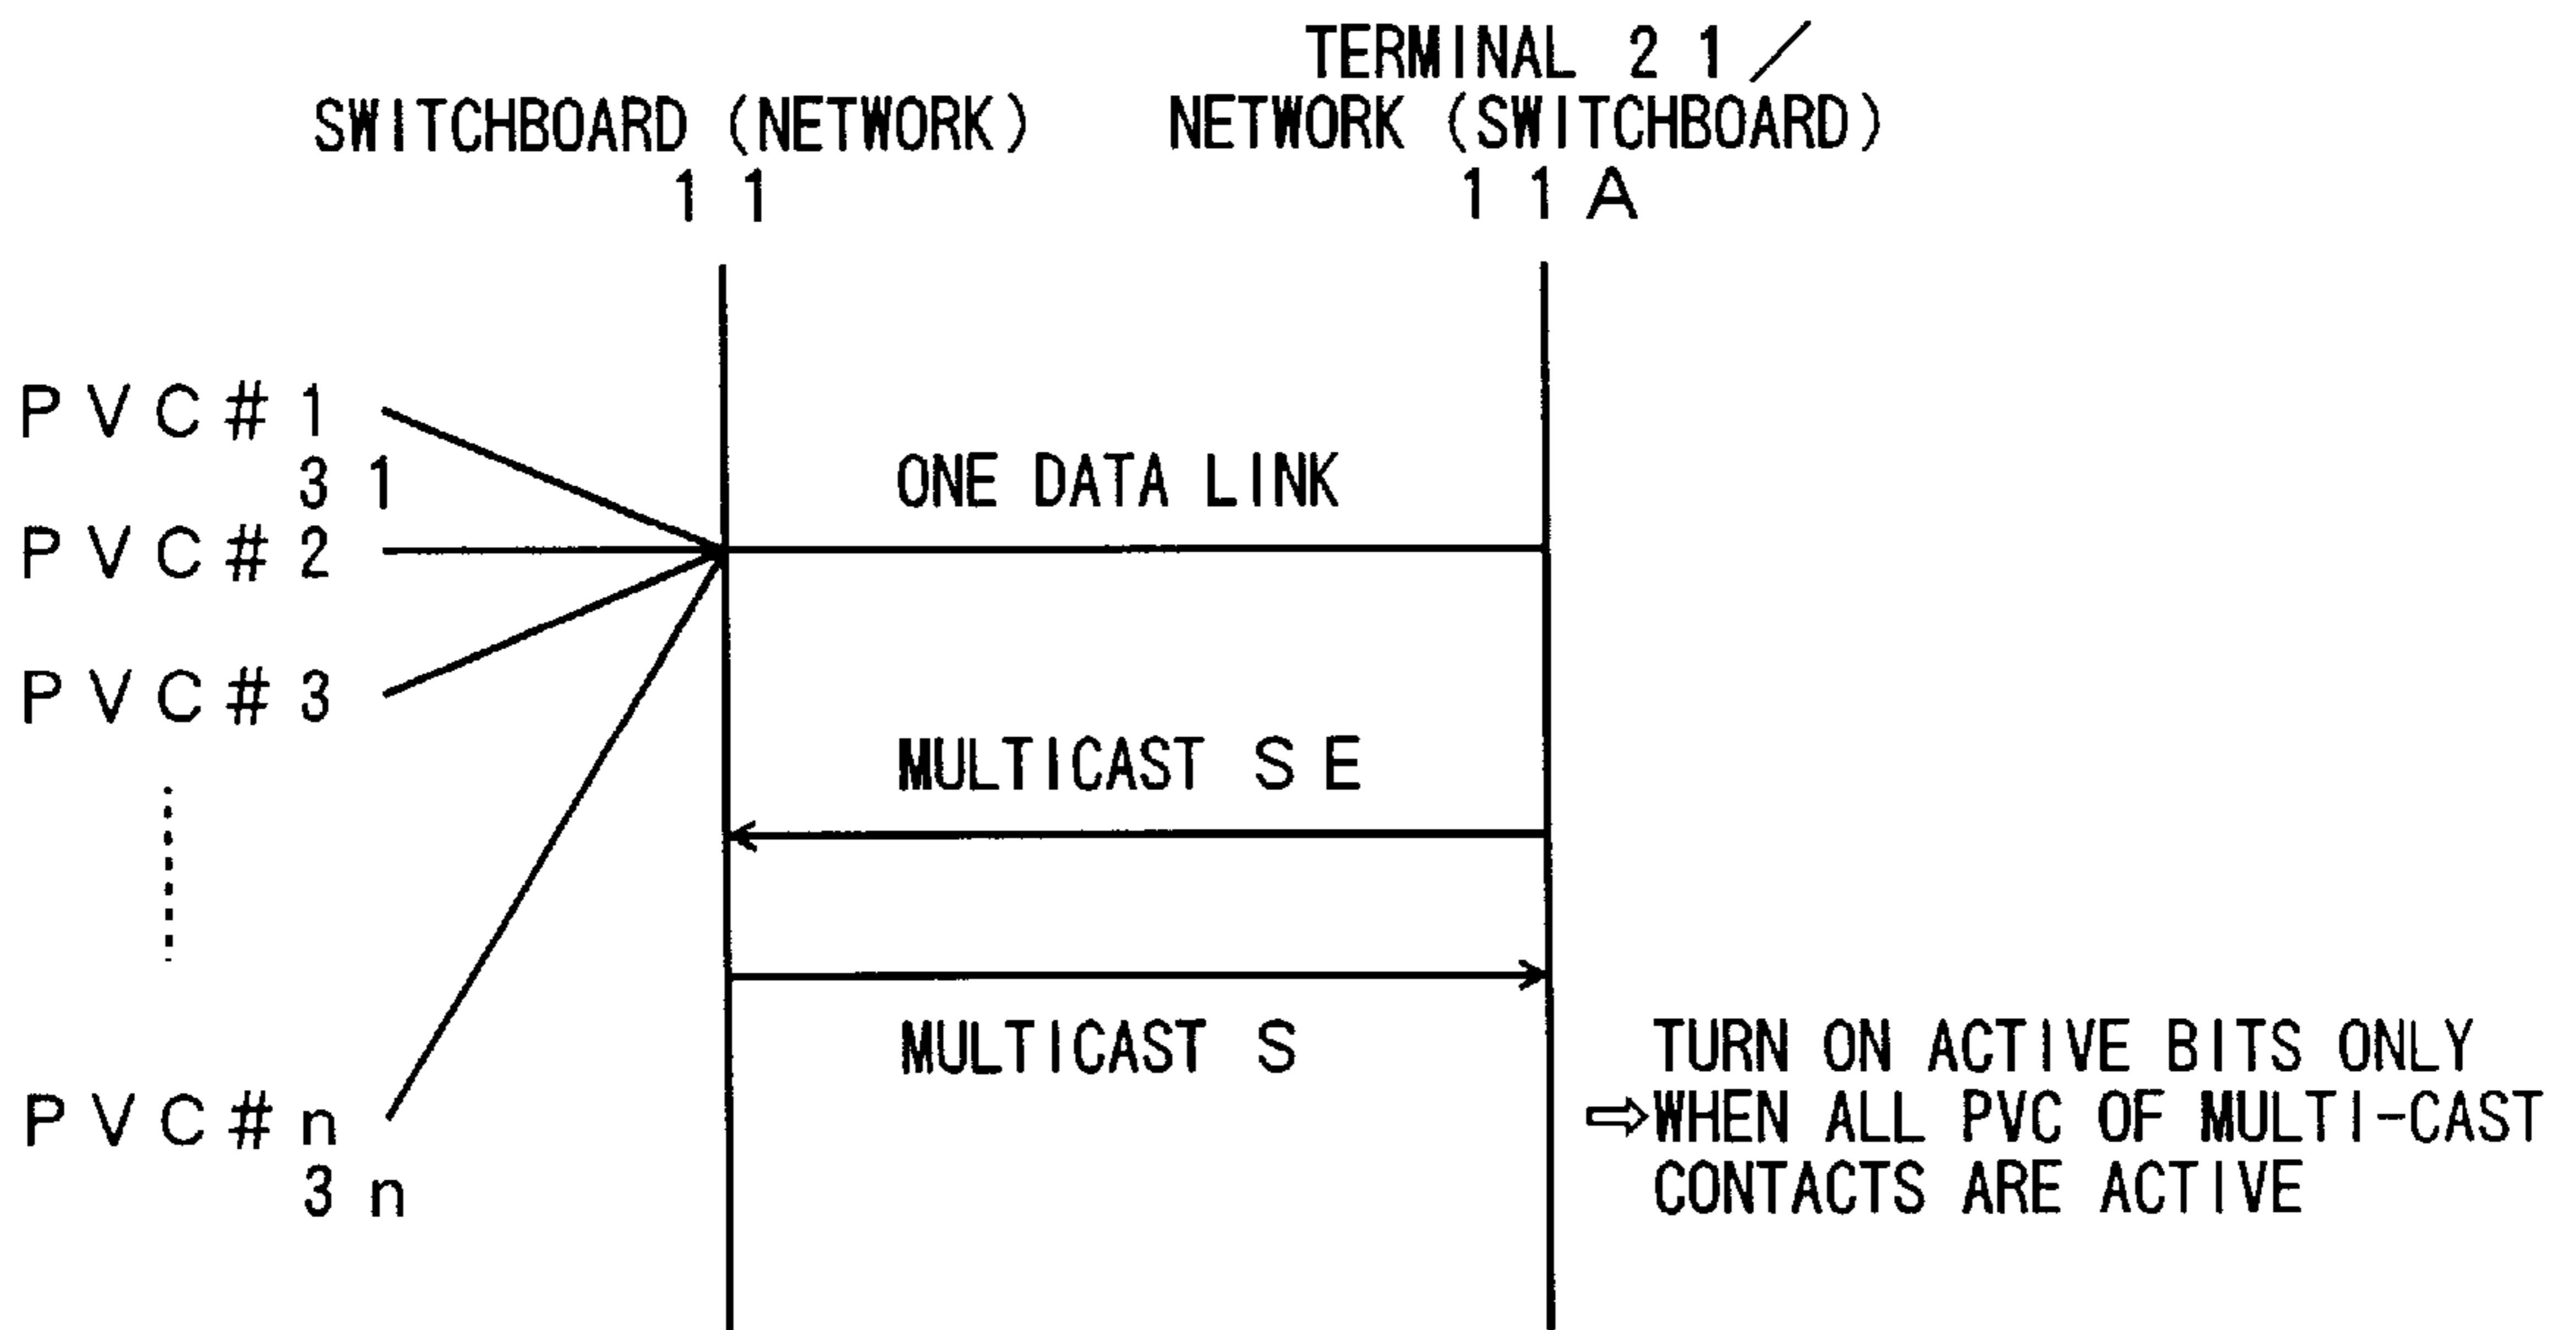 TERMINAL 21/
SWITCHBOARD (NETWORK)
NETWORK (SWITCHBOARD)
11
11A
PVC#1
31
ONE DATA LINK
PVC#2
PVC#3
MULTICAST SE
MULTICAST S
TURN ON ACTIVE BITS ONLY
PVC#n
⇨WHEN ALL PVC OF MULTI-CAST
3n
CONTACTS ARE ACTIVE